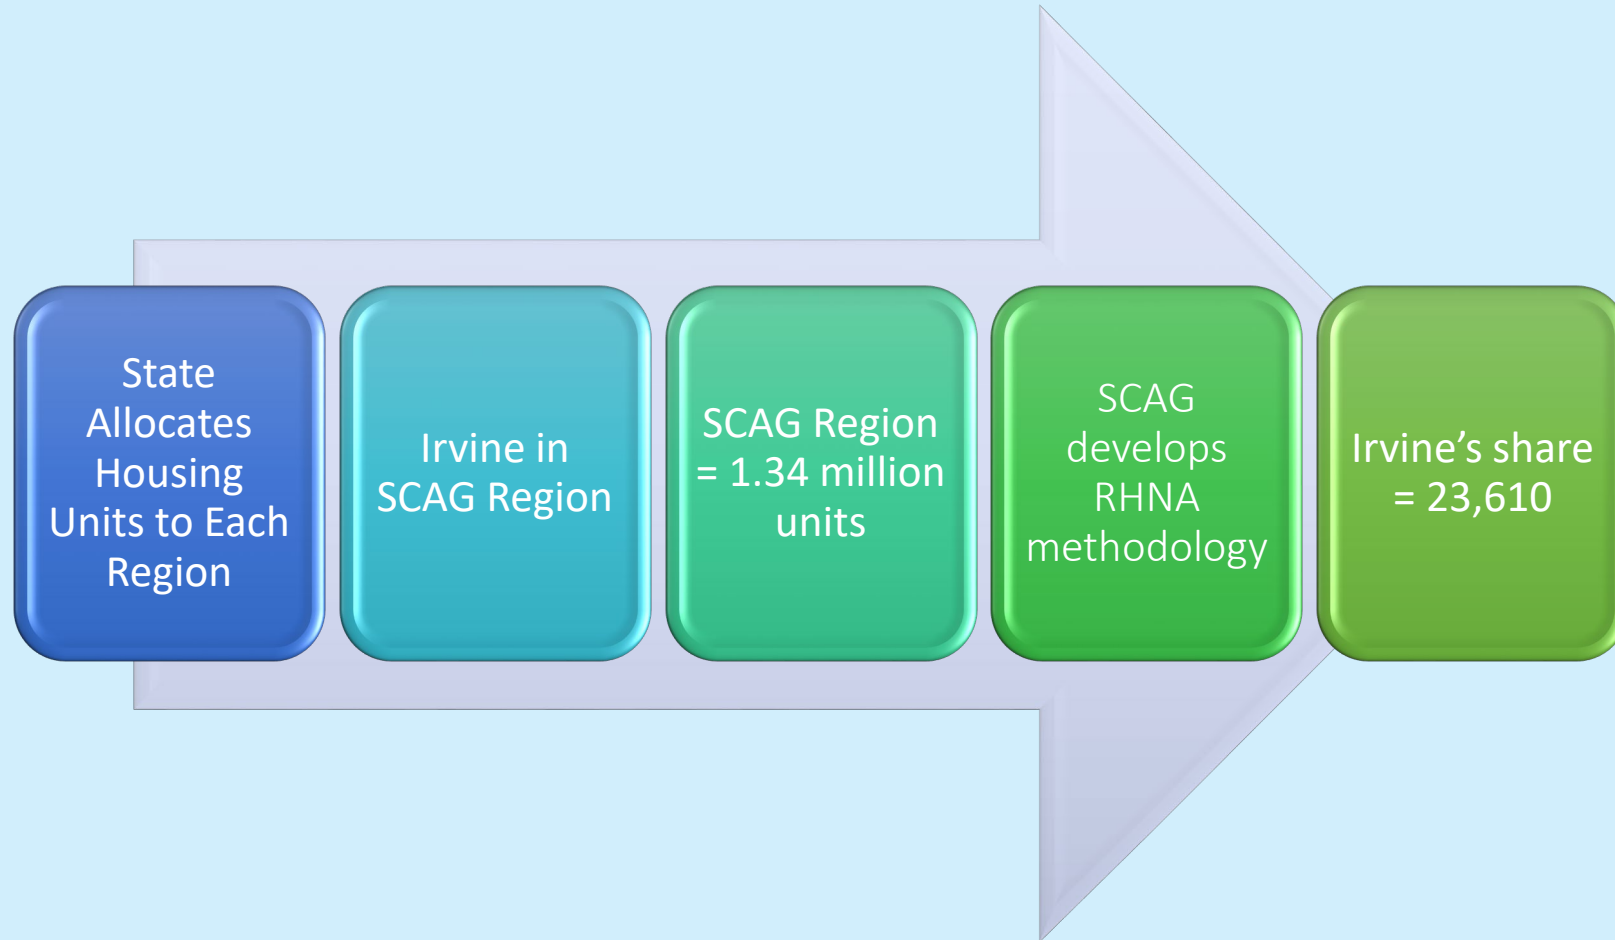 State
Allocates
Housing
Units to Each
Region
Irvine in
SCAG Region
SCAG Region
= 1.34 million
units
SCAG
develops
RHNA
methodology
Irvine’s share
= 23,610